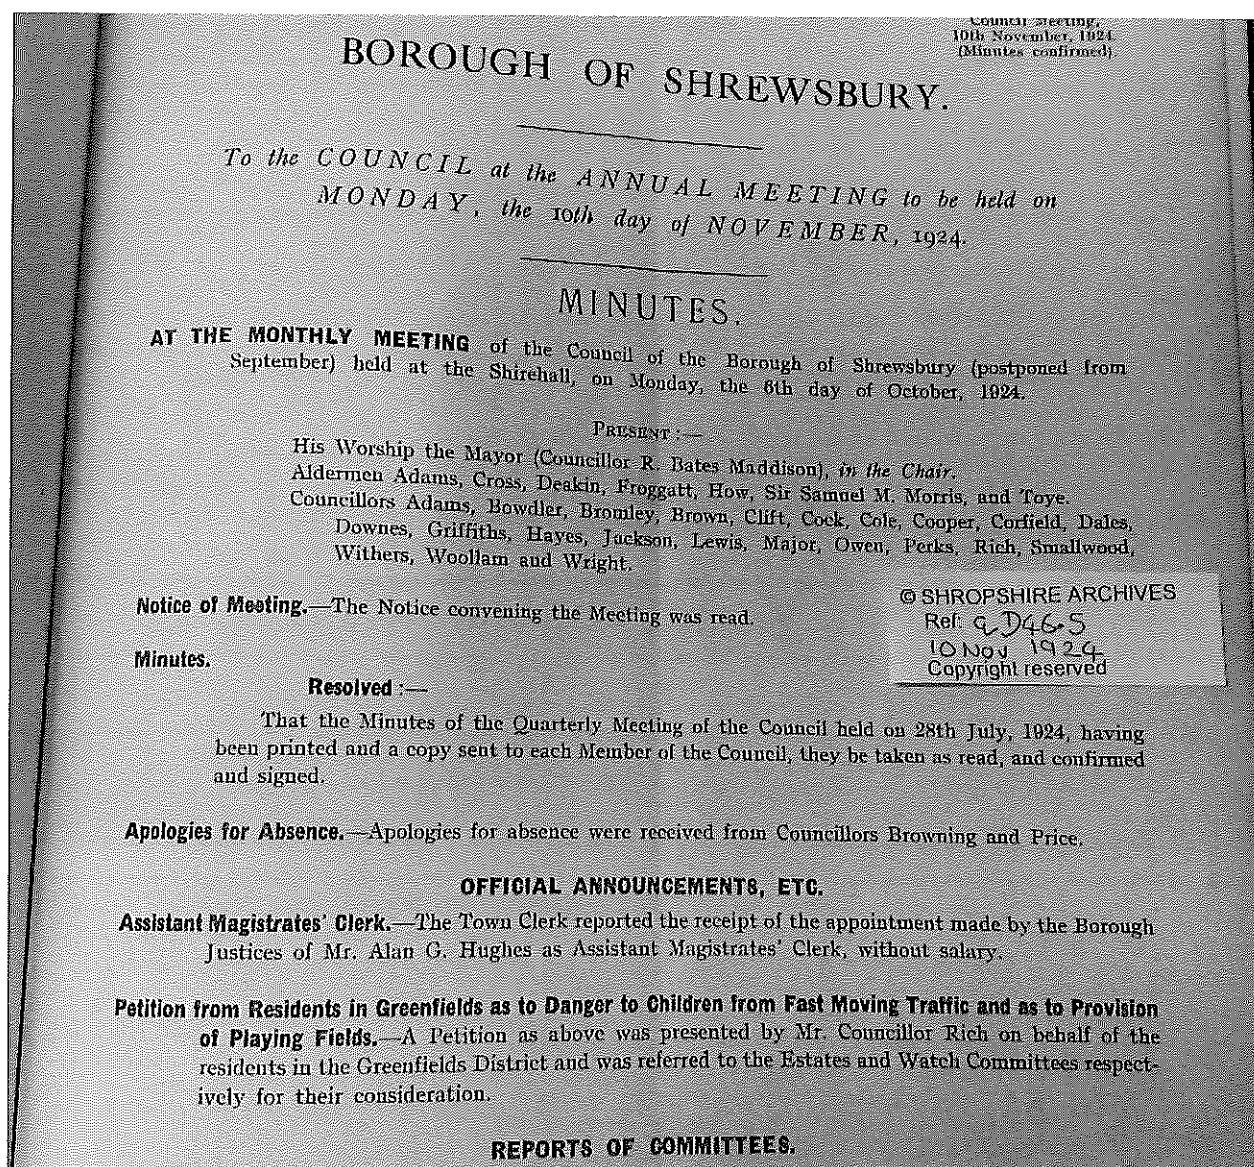 Council Meeting,
10th November, 1924
(Minutes confirmed)
BOROUGH OF SHREWSBURY.
To the COUNCIL at the ANNUAL MEETING to be held on
MONDAY, the 10th day of NOVEMBER, 1924.
MINUTES.
AT THE MONTHLY MEETING of the Council of the Borough of Shrewsbury (postponed from
September) held at the Shirehall, on Monday, the 6th day of October, 1924.
PRESENT:—
His Worship the Mayor (Councillor R. Bates Maddison), in the Chair.
Aldermen Adams, Cross, Deakin, Froggatt, How, Sir Samuel M. Morris, and Toye.
Councillors Adams, Bowdler, Bromley, Brown, Clift, Cock, Cole, Cooper, Corfield, Dales,
Downes, Griffiths, Hayes, Jackson, Lewis, Major, Owen, Perks, Rich, Smallwood,
Withers, Woollam and Wright.
Notice of Meeting.—The Notice convening the Meeting was read.
© SHROPSHIRE ARCHIVES
Ref: q D46.5
10 Nov 1924
Copyright reserved
Minutes.
Resolved :—
That the Minutes of the Quarterly Meeting of the Council held on 28th July, 1924, having
been printed and a copy sent to each Member of the Council, they be taken as read, and confirmed
and signed.
Apologies for Absence.—Apologies for absence were received from Councillors Browning and Price.
OFFICIAL ANNOUNCEMENTS, ETC.
Assistant Magistrates' Clerk.—The Town Clerk reported the receipt of the appointment made by the Borough
Justices of Mr. Alan G. Hughes as Assistant Magistrates' Clerk, without salary.
Petition from Residents in Greenfields as to Danger to Children from Fast Moving Traffic and as to Provision
of Playing Fields.—A Petition as above was presented by Mr. Councillor Rich on behalf of the
residents in the Greenfields District and was referred to the Estates and Watch Committees respect-
ively for their consideration.
REPORTS OF COMMITTEES.